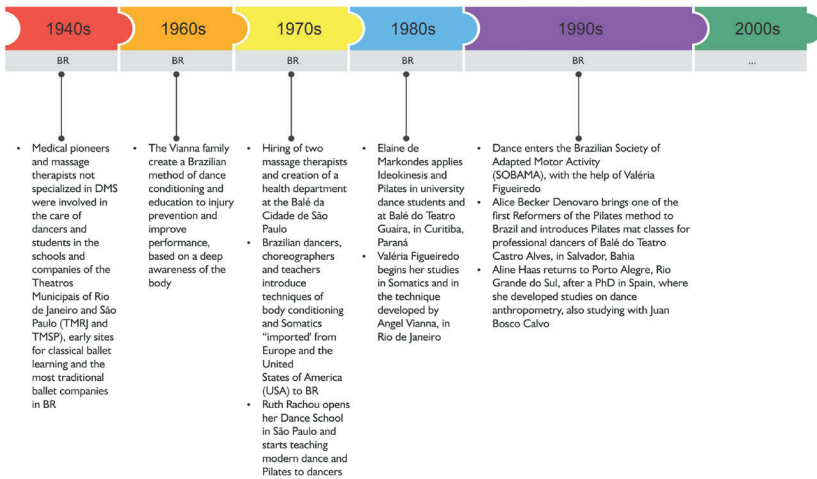 1940s
1960s
1970s
1980s
1990s
2000s
BR
BR
BR
BR
BR
...
• Medical pioneers
and massage
therapists not
specialized in DMS
were involved in
the care of
dancers and
students in the
schools and
companies of the
Theatros
Municipais of Rio
de Janeiro and São
Paulo (TMRJ and
TMSP), early sites
for classical ballet
learning and the
most traditional
ballet companies
in BR
• The Vianna family
create a Brazilian
method of dance
conditioning and
education to injury
prevention and
improve
performance,
based on a deep
awareness of the
body
• Hiring of two
massage therapists
and creation of a
health department
at the Balé da
Cidade de São
Paulo
• Brazilian dancers,
choreographers
and teachers
introduce
techniques of
body conditioning
and Somatics
“imported' from
Europe and the
United
States of America
(USA) to BR
• Ruth Rachou opens
her Dance School
in São Paulo and
starts teaching
modern dance and
Pilates to dancers
• Elaine de
Markondes applies
Ideokinesis and
Pilates in university
dance students and
at Balé do Teatro
Guaíra, in Curitiba,
Paraná
• Valéria Figueiredo
begins her studies
in Somatics and in
the technique
developed by
Angel Vianna, in
Rio de Janeiro
• Dance enters the Brazilian Society of
Adapted Motor Activity
(SOBAMA), with the help of Valéria
Figueiredo
• Alice Becker Denovaro brings one of the
first Reformers of the Pilates method to
Brazil and introduces Pilates mat classes for
professional dancers of Balé do Teatro
Castro Alves, in Salvador, Bahia
• Aline Haas returns to Porto Alegre, Rio
Grande do Sul, after a PhD in Spain, where
she developed studies on dance
anthropometry, also studying with Juan
Bosco Calvo